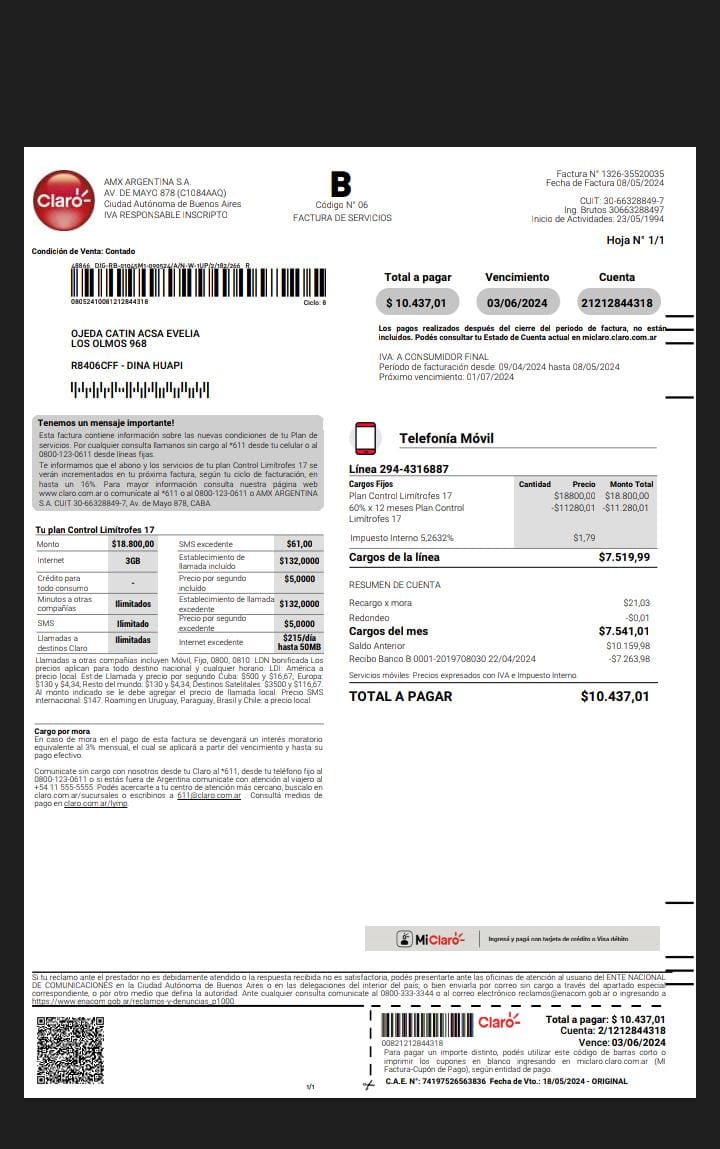 Claro
AMX ARGENTINA S.A.
AV. DE MAYO 878 (C1084AAQ)
Ciudad Autónoma de Buenos Aires
IVA RESPONSABLE INSCRIPTO
B
Código N° 06
FACTURA DE SERVICIOS
Factura N° 1326-35520035
Fecha de Factura 08/05/2024
CUIT: 30-66328849-7
Ing. Brutos 30663288497
Inicio de Actividades: 23/05/1994
Hoja N° 1/1
Condición de Venta: Contado
0805241008121284431​8 Ciclo: 8
OJEDA CATIN ACSA EVELIA
LOS OLMOS 968
R8406CFF - DINA HUAPI
Total a pagar Vencimiento Cuenta
$ 10.437,01 03/06/2024 21212844318
Los pagos realizados después del cierre del periodo de factura, no están
incluidos. Podés consultar tu Estado de Cuenta actual en miclaro.claro.com.ar
IVA: A CONSUMIDOR FINAL
Período de facturación desde: 09/04/2024 hasta 08/05/2024
Próximo vencimiento: 01/07/2024
Tenemos un mensaje importante!
Esta factura contiene información sobre las nuevas condiciones de tu Plan de
servicios. Por cualquier consulta llamanos sin cargo al *611 desde tu celular o al
0800-123-0611 desde líneas fijas.
Te informamos que el abono y los servicios de tu plan Control Limítrofes 17 se
verán incrementados en tu próxima factura, según tu ciclo de facturación, en
hasta un 16%. Para mayor información consulta nuestra página web
www.claro.com.ar o comunícate al *611 o al 0800-123-0611 o AMX ARGENTINA
S.A. CUIT 30-66328849-7, Av. de Mayo 878, CABA.
Tu plan Control Limítrofes 17
Monto $18.800,00 SMS excedente $61,00
Internet 3GB Establecimiento de llamada incluído $132,0000
Crédito para todo consumo - Precio por segundo incluído $5,0000
Minutos a otras compañías Ilimitados Establecimiento de llamada excedente $132,0000
SMS Ilimitado Precio por segundo excedente $5,0000
Llamadas a destinos Claro Ilimitadas Internet excedente $215/día hasta 50MB
Llamadas a otras compañías incluyen Móvil, Fijo, 0800, 0810. LDN bonificada Los
precios aplican para todo destino nacional y cualquier horario. LDI: América a
precio local. Est de Llamada y precio por segundo Cuba: $500 y $16,67; Europa:
$130 y $4,34; Resto del mundo: $130 y $4,34; Destinos Satelitales: $3500 y $116,67.
Al monto indicado se le debe agregar el precio de llamada local. Precio SMS
internacional: $147. Roaming en Uruguay, Paraguay, Brasil y Chile: a precio local.
Cargo por mora
En caso de mora en el pago de esta factura se devengará un interés moratorio
equivalente al 3% mensual, el cual se aplicará a partir del vencimiento y hasta su
pago efectivo.
Comunicate sin cargo con nosotros desde tu Claro al *611, desde tu teléfono fijo al
0800-123-0611 o si estás fuera de Argentina comunicate con atención al viajero al
+54 11 555-5555. Podés acercarte a tu centro de atención más cercano, buscalo en
claro.com.ar/sucursales o escribinos a 611@claro.com.ar . Consultá medios de
pago en claro.com.ar/lymp.
Telefonía Móvil
Línea 294-4316887
Cargos Fijos Cantidad Precio Monto Total
Plan Control Limítrofes 17 $18800,00 $18.800,00
60% x 12 meses Plan Control -$11280,01 -$11.280,01
Limítrofes 17
Impuesto Interno 5,2632% $1,79
Cargos de la línea $7.519,99
RESUMEN DE CUENTA
Recargo x mora $21,03
Redondeo -$0,01
Cargos del mes $7.541,01
Saldo Anterior $10.159,98
Recibo Banco B 0001-2019708030 22/04/2024 -$7.263,98
Servicios móviles: Precios expresados con IVA e Impuesto Interno.
TOTAL A PAGAR $10.437,01
MiClaro Ingresá y pagá con tarjeta de crédito o Visa débito
Si tu reclamo ante el prestador no es debidamente atendido o la respuesta recibida no es satisfactoria, podés presentarte ante las oficinas de atención al usuario del ENTE NACIONAL
DE COMUNICACIONES en la Ciudad Autónoma de Buenos Aires o en las delegaciones del interior del país; o bien enviarla por correo sin cargo a través del apartado especial
correspondiente, o por otro medio que defina la autoridad. Ante cualquier consulta comunicate al 0800-333-3344 o al correo electrónico reclamos@enacom.gob.ar o ingresando a
https://www.enacom.gob.ar/reclamos-y-denuncias_p1000.
Claro
00821212844318
Total a pagar: $ 10.437,01
Cuenta: 2/1212844318
Vence: 03/06/2024
Para pagar un importe distinto, podés utilizar este código de barras corto o
imprimir los cupones en blanco ingresando en miclaro.claro.com.ar (Mi
Factura-Cupón de Pago), según entidad de pago.
C.A.E. N°: 74197526563836 Fecha de Vto.: 18/05/2024 - ORIGINAL
1/1